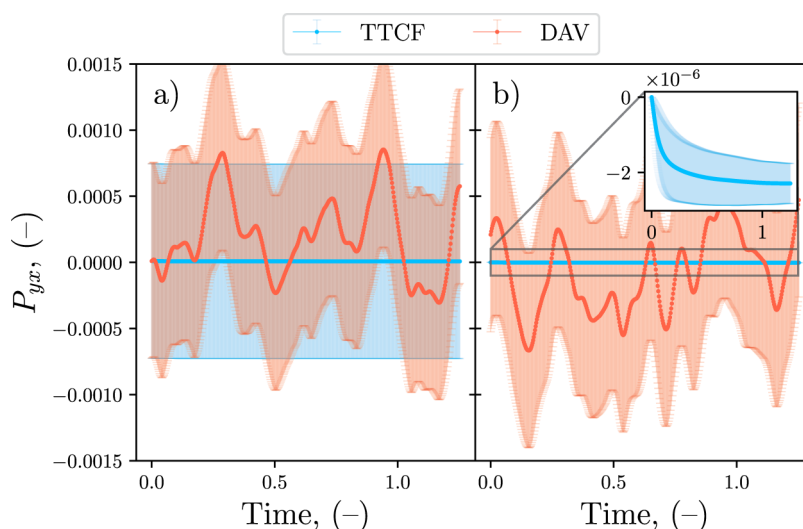 TTCF DAV
a)
b)
×10⁻⁶
0
−2
0 1
P_yx, (–)
0.0015
0.0010
0.0005
0.0000
−0.0005
−0.0010
−0.0015
0.0 0.5 1.0
0.0 0.5 1.0
Time, (–)
Time, (–)